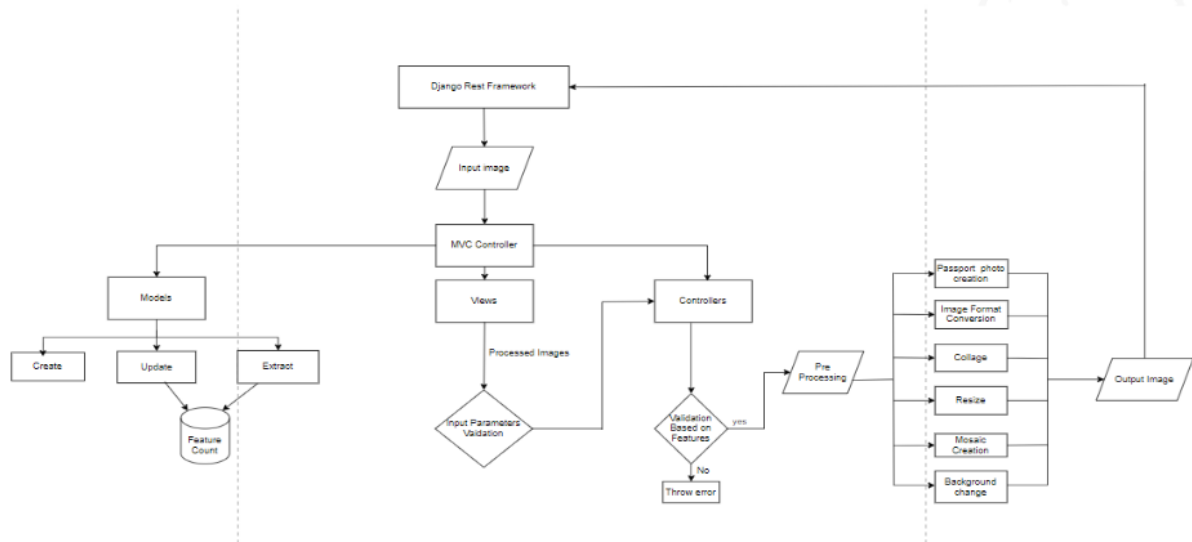 Django Rest Framework
Input image
MVC Controller
Models
Views
Controllers
Create
Update
Extract
Feature
Count
Processed Images
Input Parameters
Valdation
Validation
Based on
Features
yes
No
Throw error
Pre
Processing
Passport photo
creation
Image Format
Conversion
Collage
Resize
Mosaic
Creation
Background
change
Output Image